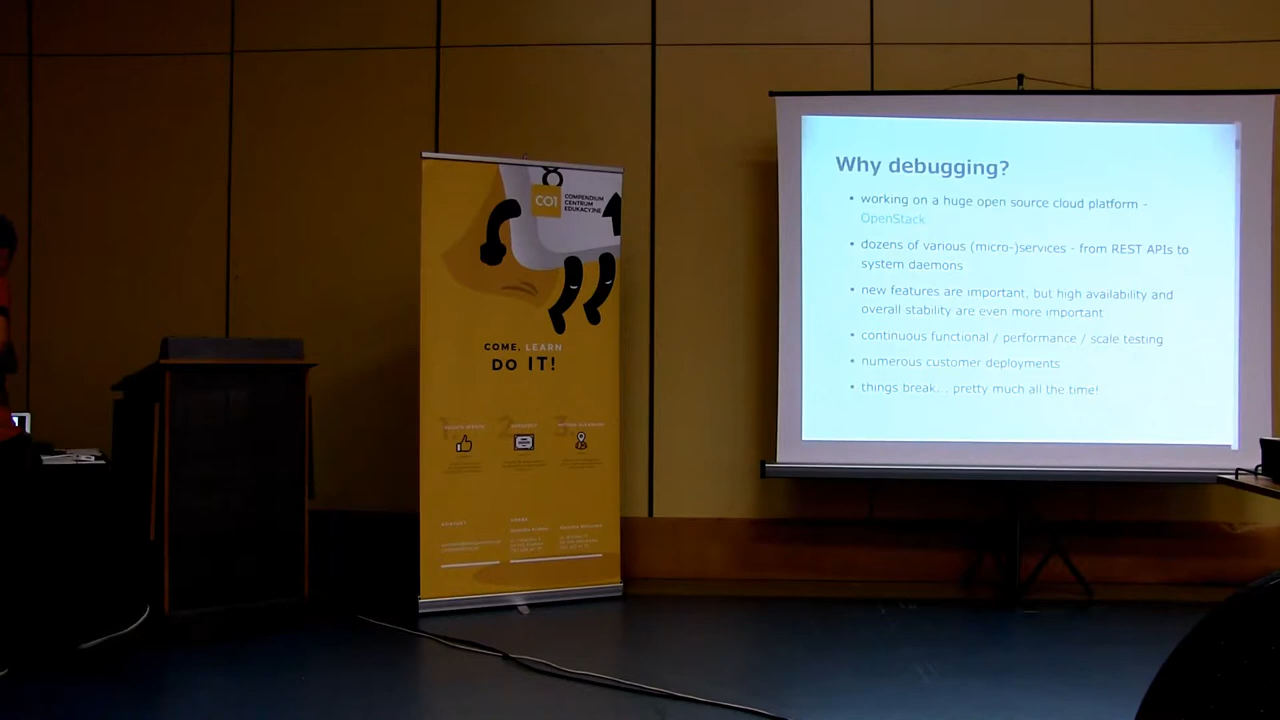 CO1
COMPENDIUM
CENTRUM
EDUKACYJNE
COME. LEARN
DO IT!
1.
2.
3.
Why debugging?
• working on a huge open source cloud platform -
OpenStack
• dozens of various (micro-)services - from REST APIs to
system daemons
• new features are important, but high availability and
overall stability are even more important
• continuous functional / performance / scale testing
• numerous customer deployments
• things break... pretty much all the time!